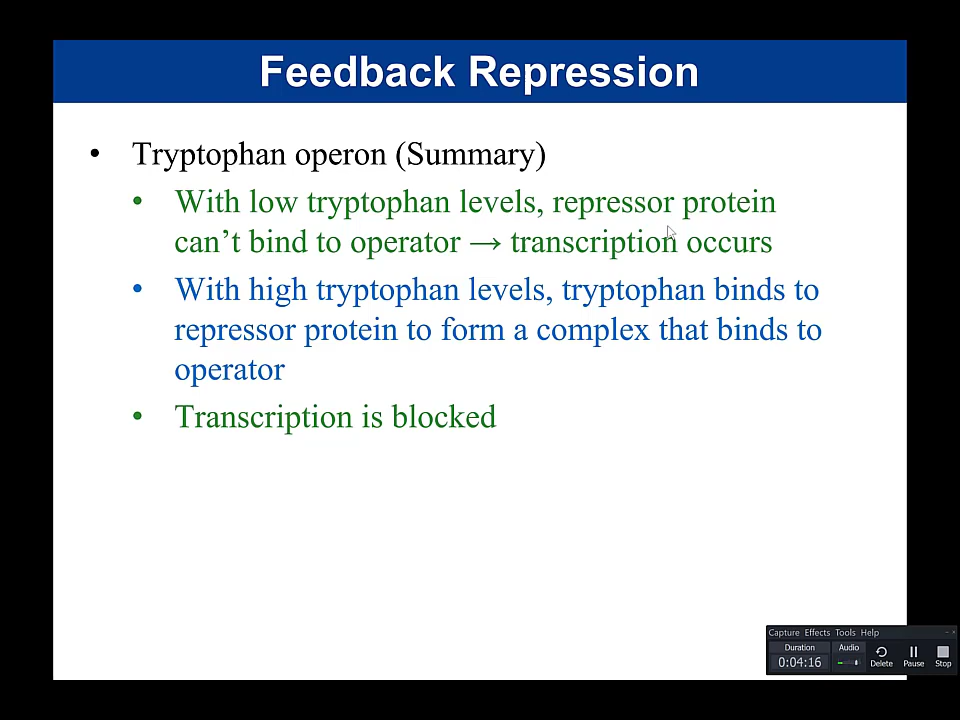 Feedback Repression
• Tryptophan operon (Summary)
• With low tryptophan levels, repressor protein
can’t bind to operator → transcription occurs
• With high tryptophan levels, tryptophan binds to
repressor protein to form a complex that binds to
operator
• Transcription is blocked
Capture Effects Tools Help
Duration Audio
0:04:16 Delete Pause Stop